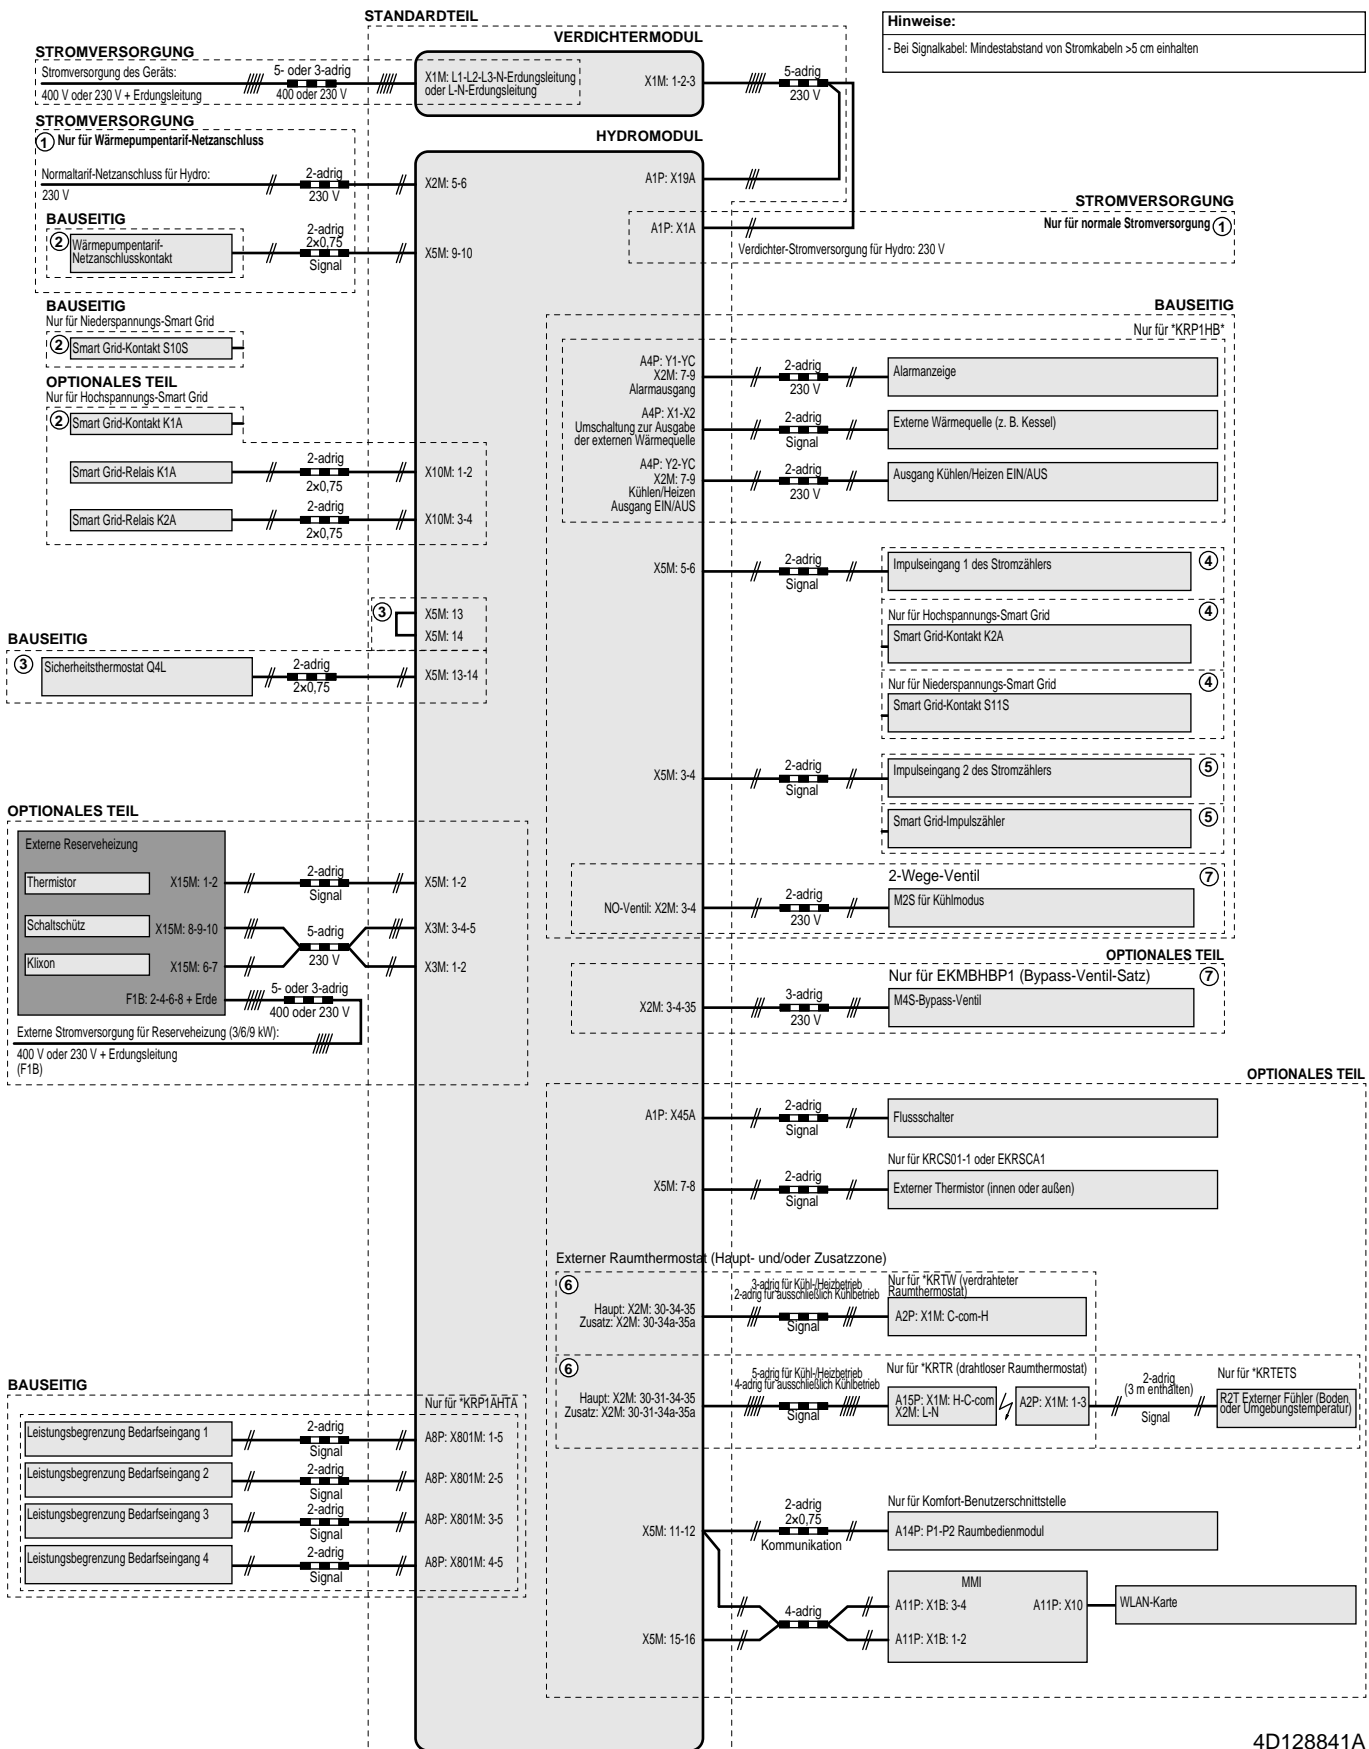 STANDARDTEIL
VERDICHTERMODUL
Hinweise:
- Bei Signalkabel: Mindestabstand von Stromkabeln >5 cm einhalten
STROMVERSORGUNG
Stromversorgung des Geräts:
400 V oder 230 V + Erdungsleitung
5- oder 3-adrig
400 oder 230 V
X1M: L1-L2-L3-N-Erdungsleitung
oder L-N-Erdungsleitung
X1M: 1-2-3
5-adrig
230 V
STROMVERSORGUNG
① Nur für Wärmepumpentarif-Netzanschluss
HYDROMODUL
Normaltarif-Netzanschluss für Hydro:
230 V
2-adrig
230 V
X2M: 5-6
A1P: X19A
BAUSEITIG
② Wärmepumpentarif-
Netzanschlusskontakt
2-adrig
2×0,75
Signal
X5M: 9-10
STROMVERSORGUNG
A1P: X1A
Nur für normale Stromversorgung ①
Verdichter-Stromversorgung für Hydro: 230 V
BAUSEITIG
Nur für Niederspannungs-Smart Grid
② Smart Grid-Kontakt S10S
OPTIONALES TEIL
Nur für Hochspannungs-Smart Grid
② Smart Grid-Kontakt K1A
Smart Grid-Relais K1A
2-adrig
2×0,75
X10M: 1-2
Smart Grid-Relais K2A
2-adrig
2×0,75
X10M: 3-4
BAUSEITIG
Nur für *KRP1HB*
A4P: Y1-YC
X2M: 7-9
Alarmausgang
2-adrig
230 V
Alarmanzeige
A4P: X1-X2
Umschaltung zur Ausgabe
der externen Wärmequelle
2-adrig
Signal
Externe Wärmequelle (z. B. Kessel)
A4P: Y2-YC
X2M: 7-9
Kühlen/Heizen
Ausgang EIN/AUS
2-adrig
230 V
Ausgang Kühlen/Heizen EIN/AUS
X5M: 5-6
2-adrig
Signal
Impulseingang 1 des Stromzählers
④
Nur für Hochspannungs-Smart Grid
④
Smart Grid-Kontakt K2A
Nur für Niederspannungs-Smart Grid
④
Smart Grid-Kontakt S11S
③
X5M: 13
X5M: 14
BAUSEITIG
③ Sicherheitsthermostat Q4L
2-adrig
2×0,75
X5M: 13-14
X5M: 3-4
2-adrig
Signal
Impulseingang 2 des Stromzählers
⑤
Smart Grid-Impulszähler
⑤
OPTIONALES TEIL
Externe Reserveheizung
Thermistor
X15M: 1-2
2-adrig
Signal
X5M: 1-2
Schaltschütz
X15M: 8-9-10
5-adrig
230 V
X3M: 3-4-5
Klixon
X15M: 6-7
X3M: 1-2
F1B: 2-4-6-8 + Erde
5- oder 3-adrig
400 oder 230 V
Externe Stromversorgung für Reserveheizung (3/6/9 kW):
400 V oder 230 V + Erdungsleitung
(F1B)
2-Wege-Ventil
⑦
NO-Ventil: X2M: 3-4
2-adrig
230 V
M2S für Kühlmodus
OPTIONALES TEIL
Nur für EKMBHBP1 (Bypass-Ventil-Satz)
⑦
X2M: 3-4-35
3-adrig
230 V
M4S-Bypass-Ventil
OPTIONALES TEIL
A1P: X45A
2-adrig
Signal
Flussschalter
Nur für KRCS01-1 oder EKRSCA1
X5M: 7-8
2-adrig
Signal
Externer Thermistor (innen oder außen)
Externer Raumthermostat (Haupt- und/oder Zusatzzone)
⑥
Haupt: X2M: 30-34-35
Zusatz: X2M: 30-34a-35a
3-adrig für Kühl-/Heizbetrieb
2-adrig für ausschließlich Kühlbetrieb
Signal
Nur für *KRTW (verdrahteter
Raumthermostat)
A2P: X1M: C-com-H
⑥
Haupt: X2M: 30-31-34-35
Zusatz: X2M: 30-31-34a-35a
5-adrig für Kühl-/Heizbetrieb
4-adrig für ausschließlich Kühlbetrieb
Signal
Nur für *KRTR (drahtloser Raumthermostat)
A15P: X1M: H-C-com
X2M: L-N
A2P: X1M: 1-3
2-adrig
(3 m enthalten)
Signal
Nur für *KRTETS
R2T Externer Fühler (Boden
oder Umgebungstemperatur)
BAUSEITIG
Nur für *KRP1AHTA
Leistungsbegrenzung Bedarfseingang 1
2-adrig
Signal
A8P: X801M: 1-5
Leistungsbegrenzung Bedarfseingang 2
2-adrig
Signal
A8P: X801M: 2-5
Leistungsbegrenzung Bedarfseingang 3
2-adrig
Signal
A8P: X801M: 3-5
Leistungsbegrenzung Bedarfseingang 4
2-adrig
Signal
A8P: X801M: 4-5
X5M: 11-12
2-adrig
2×0,75
Kommunikation
Nur für Komfort-Benutzerschnittstelle
A14P: P1-P2 Raumbedienmodul
MMI
A11P: X1B: 3-4
A11P: X10
WLAN-Karte
4-adrig
X5M: 15-16
A11P: X1B: 1-2
4D128841A